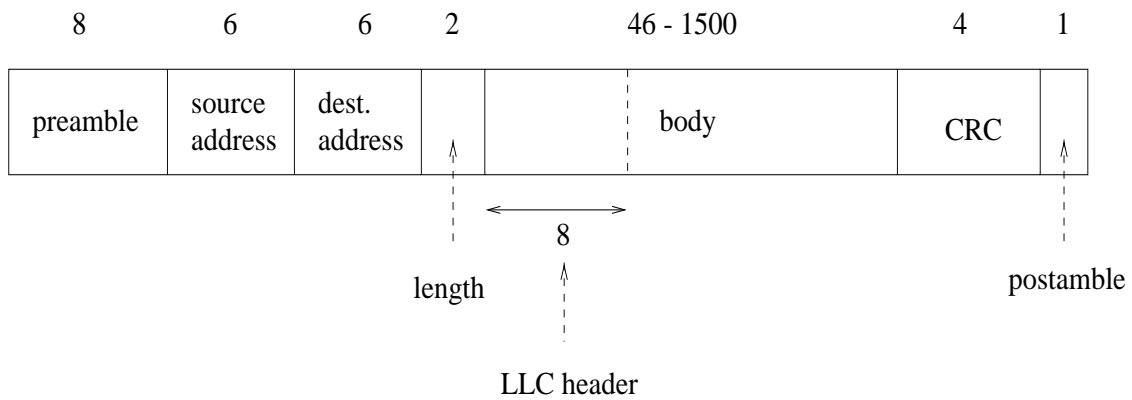 8 6 6 2 46 - 1500 4 1
preamble
source
address
dest.
address
body
CRC
8
length
postamble
LLC header